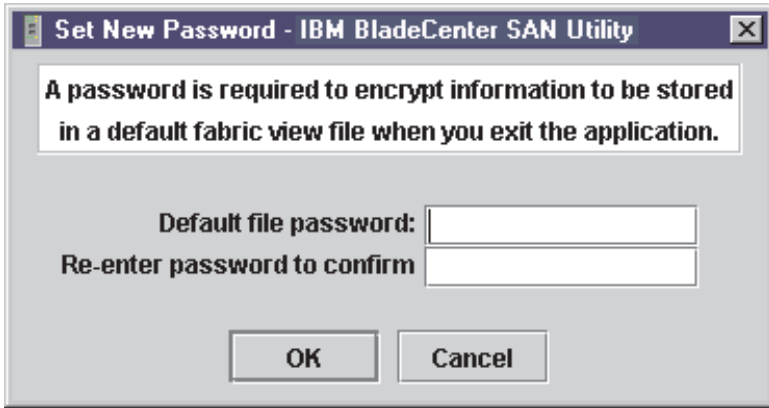 Set New Password - IBM BladeCenter SAN Utility
A password is required to encrypt information to be stored
in a default fabric view file when you exit the application.
Default file password:
Re-enter password to confirm
OK
Cancel